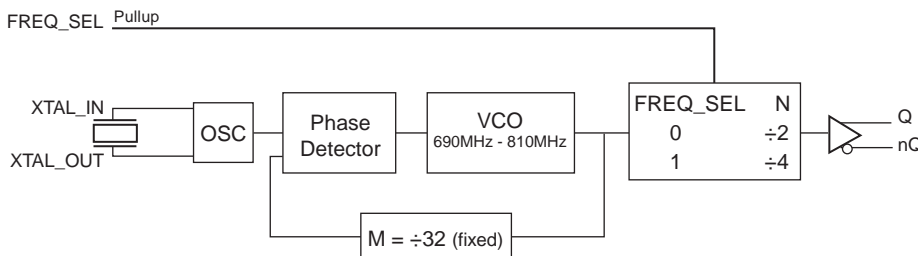 FREQ_SEL Pullup
XTAL_IN
XTAL_OUT
OSC
Phase
Detector
VCO
690MHz - 810MHz
FREQ_SEL N
0 ÷2
1 ÷4
Q
nQ
M = ÷32 (fixed)